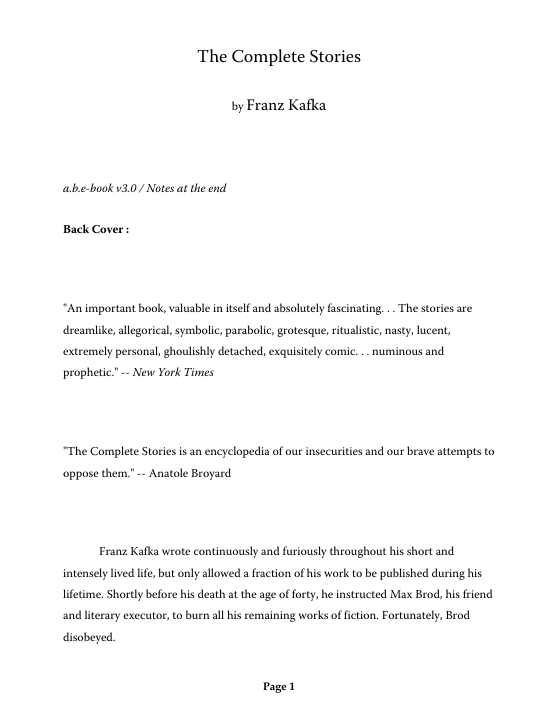 The Complete Stories
by Franz Kafka
a.b.e-book v3.0 / Notes at the end
Back Cover :
"An important book, valuable in itself and absolutely fascinating. . . The stories are
dreamlike, allegorical, symbolic, parabolic, grotesque, ritualistic, nasty, lucent,
extremely personal, ghoulishly detached, exquisitely comic. . . numinous and
prophetic." -- New York Times
"The Complete Stories is an encyclopedia of our insecurities and our brave attempts to
oppose them." -- Anatole Broyard
Franz Kafka wrote continuously and furiously throughout his short and
intensely lived life, but only allowed a fraction of his work to be published during his
lifetime. Shortly before his death at the age of forty, he instructed Max Brod, his friend
and literary executor, to burn all his remaining works of fiction. Fortunately, Brod
disobeyed.
Page 1